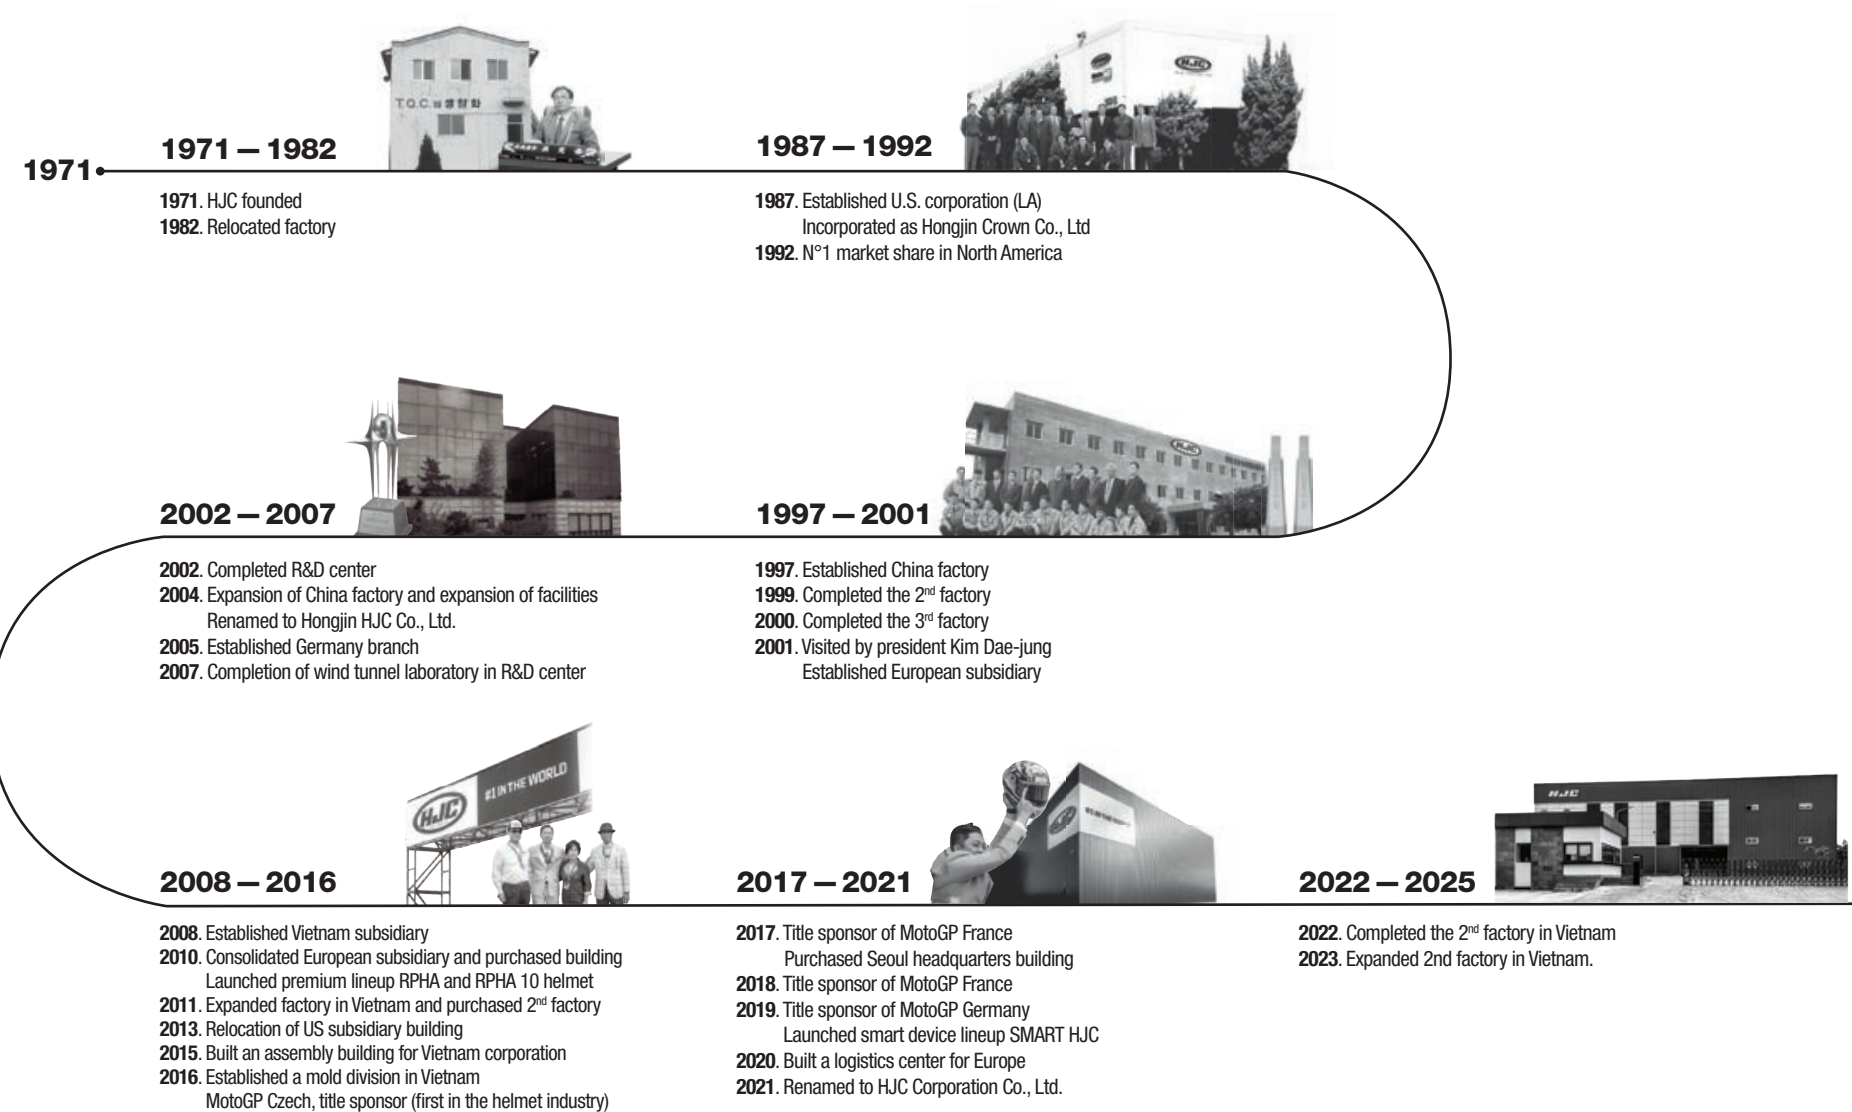 1971
1971 — 1982
T.Q.C.의 생활화
1971. HJC founded
1982. Relocated factory
1987 — 1992
HJC
1987. Established U.S. corporation (LA)
Incorporated as Hongjin Crown Co., Ltd
1992. N°1 market share in North America
1997 — 2001
HJC
1997. Established China factory
1999. Completed the 2nd factory
2000. Completed the 3rd factory
2001. Visited by president Kim Dae-jung
Established European subsidiary
2002 — 2007
2002. Completed R&D center
2004. Expansion of China factory and expansion of facilities
Renamed to Hongjin HJC Co., Ltd.
2005. Established Germany branch
2007. Completion of wind tunnel laboratory in R&D center
2008 — 2016
HJC
#1 IN THE WORLD
2008. Established Vietnam subsidiary
2010. Consolidated European subsidiary and purchased building
Launched premium lineup RPHA and RPHA 10 helmet
2011. Expanded factory in Vietnam and purchased 2nd factory
2013. Relocation of US subsidiary building
2015. Built an assembly building for Vietnam corporation
2016. Established a mold division in Vietnam
MotoGP Czech, title sponsor (first in the helmet industry)
2017 — 2021
HJC
2017. Title sponsor of MotoGP France
Purchased Seoul headquarters building
2018. Title sponsor of MotoGP France
2019. Title sponsor of MotoGP Germany
Launched smart device lineup SMART HJC
2020. Built a logistics center for Europe
2021. Renamed to HJC Corporation Co., Ltd.
2022 — 2025
HJC
2022. Completed the 2nd factory in Vietnam
2023. Expanded 2nd factory in Vietnam.